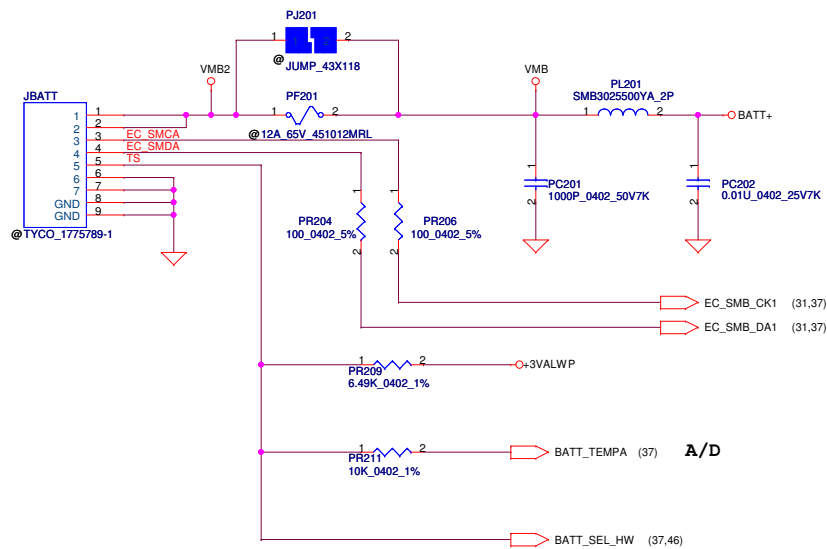 PJ201
1 1 2 2
@
JUMP_43X118
VMB2
VMB
PL201
SMB3025500YA_2P
JBATT
PF201
1 2
1 2
BATT+
@12A_65V_451012MRL
1 1
2 2
3 3 EC_SMCA
4 4 EC_SMDA
5 5 TS
6 6
7 7
GND 8
GND 9
@TYCO_1775789-1
1
PC201
1000P_0402_50V7K
2
1
PC202
0.01U_0402_25V7K
2
1 1
PR204
100_0402_5%
PR206
100_0402_5%
2 2
EC_SMB_CK1 (31,37)
EC_SMB_DA1 (31,37)
1 2
+3VALWP
PR209
6.49K_0402_1%
1 2
BATT_TEMPA (37)
A/D
PR211
10K_0402_1%
BATT_SEL_HW (37,46)